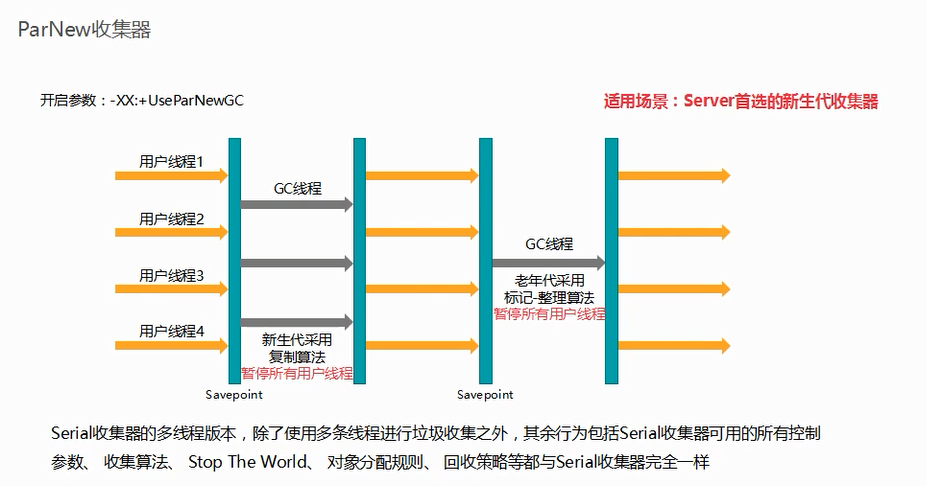 ParNew收集器
开启参数：-XX:+UseParNewGC
适用场景：Server首选的新生代收集器
用户线程1
GC线程
用户线程2
GC线程
用户线程3
老年代采用
标记-整理算法
暂停所有用户线程
用户线程4
新生代采用
复制算法
暂停所有用户线程
Savepoint
Savepoint
Serial收集器的多线程版本，除了使用多条线程进行垃圾收集之外，其余行为包括Serial收集器可用的所有控制
参数、 收集算法、 Stop The World、 对象分配规则、 回收策略等都与Serial收集器完全一样